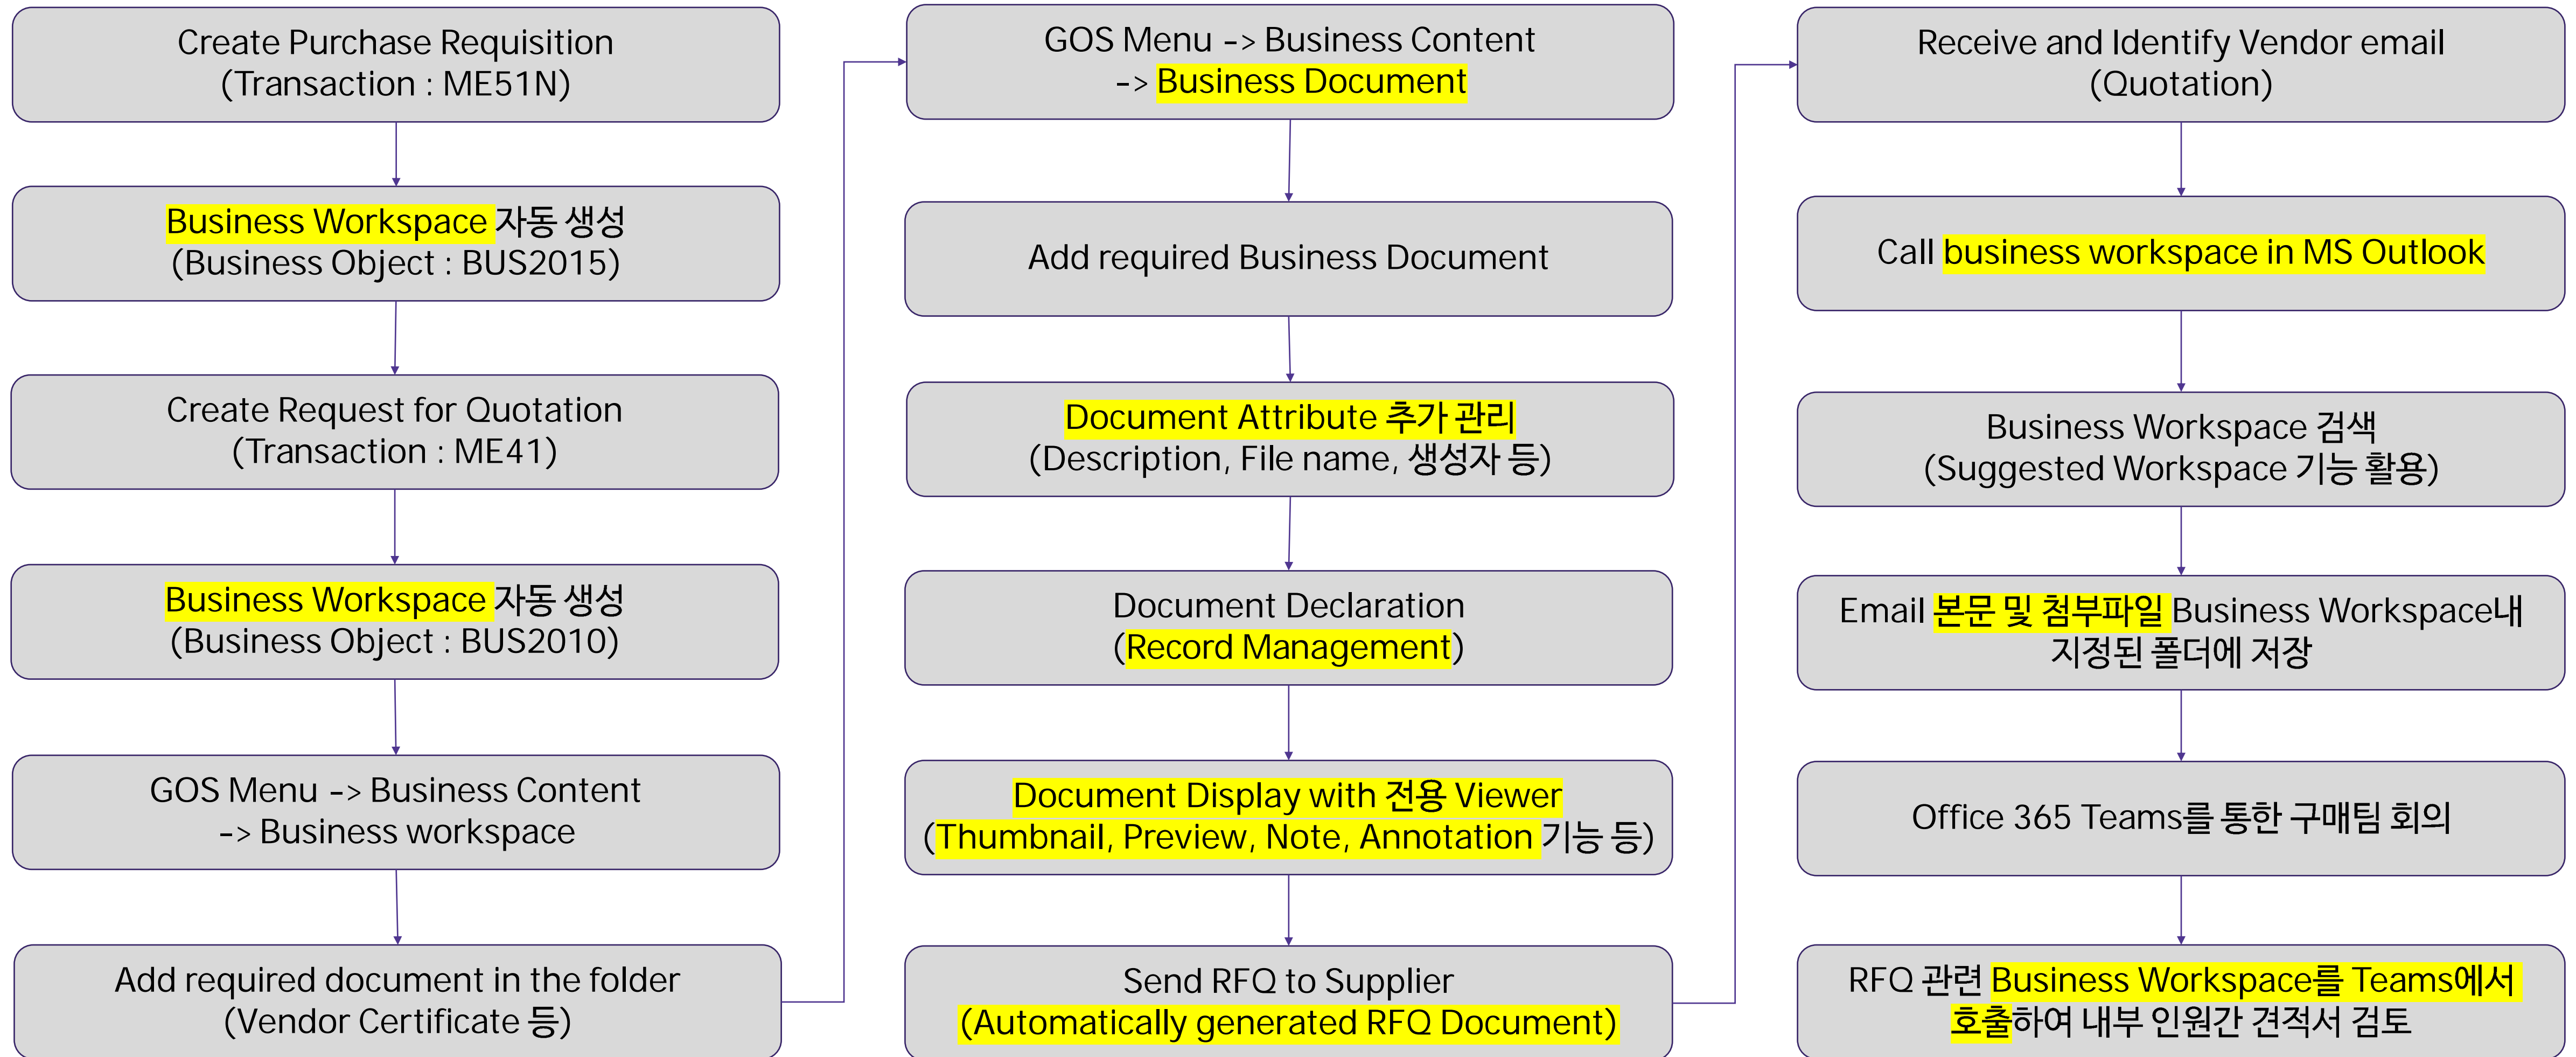 Create Purchase Requisition
(Transaction : ME51N)
Business Workspace 자동 생성
(Business Object : BUS2015)
Create Request for Quotation
(Transaction : ME41)
Business Workspace 자동 생성
(Business Object : BUS2010)
GOS Menu -> Business Content
-> Business workspace
Add required document in the folder
(Vendor Certificate 등)
GOS Menu -> Business Content
-> Business Document
Add required Business Document
Document Attribute 추가 관리
(Description, File name, 생성자 등)
Document Declaration
(Record Management)
Document Display with 전용 Viewer
(Thumbnail, Preview, Note, Annotation 기능 등)
Send RFQ to Supplier
(Automatically generated RFQ Document)
Receive and Identify Vendor email
(Quotation)
Call business workspace in MS Outlook
Business Workspace 검색
(Suggested Workspace 기능 활용)
Email 본문 및 첨부파일 Business Workspace내
지정된 폴더에 저장
Office 365 Teams를 통한 구매팀 회의
RFQ 관련 Business Workspace를 Teams에서
호출하여 내부 인원간 견적서 검토